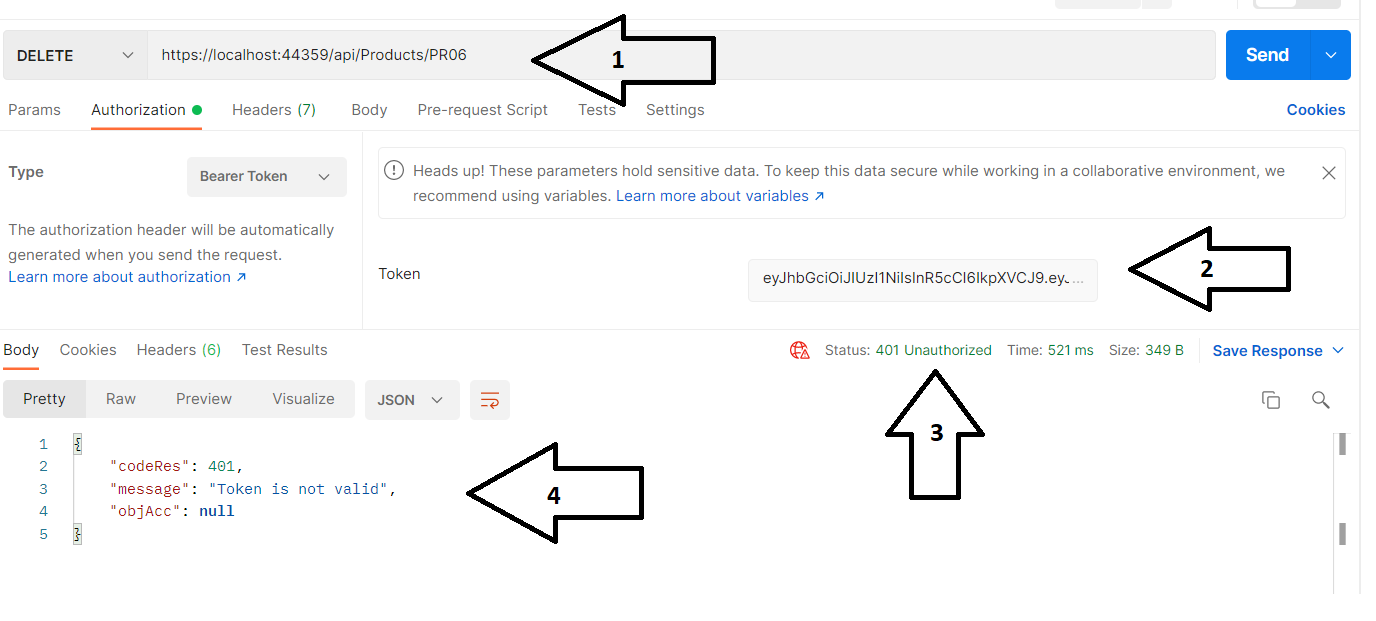 DELETE https://localhost:44359/api/Products/PR06 1 Send
Params Authorization Headers (7) Body Pre-request Script Tests Settings Cookies
Type Bearer Token
The authorization header will be automatically
generated when you send the request.
Learn more about authorization ↗
Heads up! These parameters hold sensitive data. To keep this data secure while working in a collaborative environment, we
recommend using variables. Learn more about variables ↗
Token eyJhbGciOiJIUzI1NiIsInR5cCI6IkpXVCJ9.eyJ... 2
Body Cookies Headers (6) Test Results Status: 401 Unauthorized Time: 521 ms Size: 349 B Save Response
Pretty Raw Preview Visualize JSON
3
1 {
2 "codeRes": 401,
3 "message": "Token is not valid",
4 "objAcc": null
5 }
4